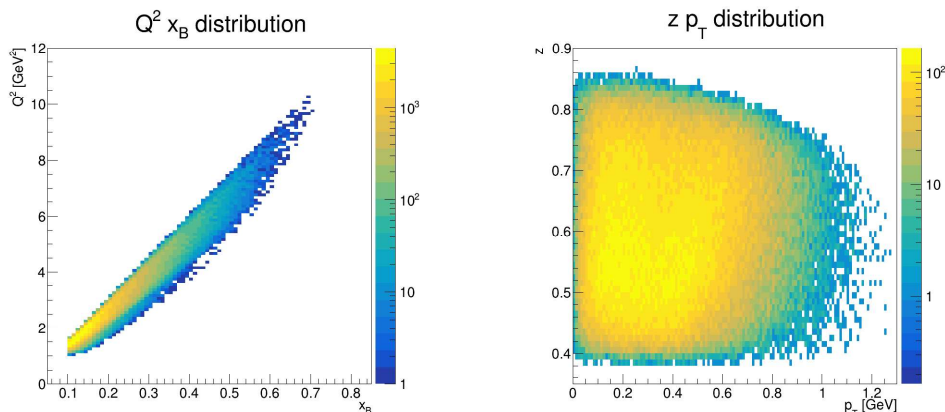 Q² x_B distribution
Q² [GeV²]
12
10
8
6
4
2
0
0.1 0.2 0.3 0.4 0.5 0.6 0.7 0.8
x_B
10³
10²
10
1
z p_T distribution
z
0.9
0.8
0.7
0.6
0.5
0.4
0 0.2 0.4 0.6 0.8 1 1.2
p_T [GeV]
10²
10
1